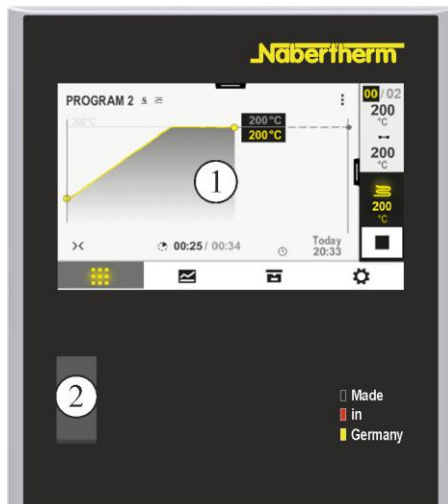 Nabertherm
PROGRAM 2
00/02
200
°C
200
°C
200°C
200°C
200°C
1
200
°C
00:25 / 00:34
Today
20:33
2
Made
in
Germany